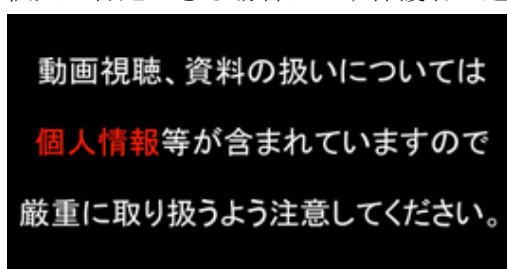 動画視聴、資料の扱いについては
個人情報等が含まれていますので
厳重に取り扱うよう注意してください。